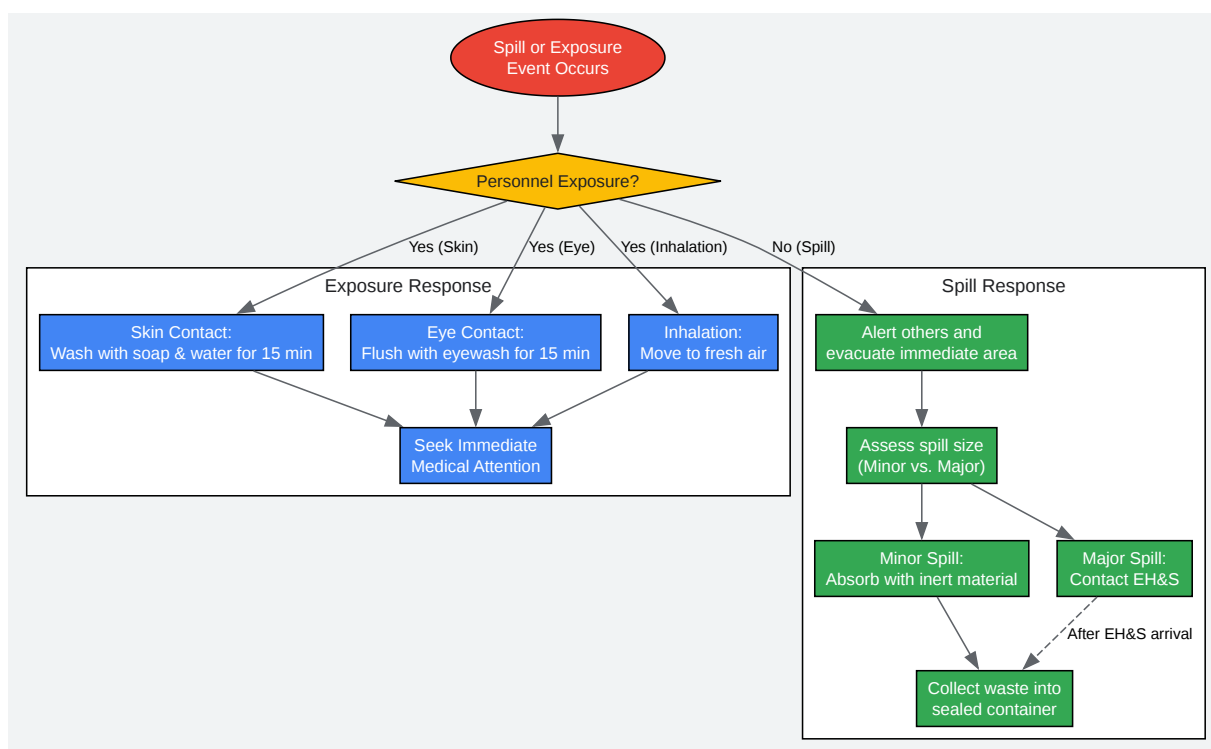 Spill or Exposure
Event Occurs
Personnel Exposure?
Yes (Skin)
Yes (Eye)
Yes (Inhalation)
No (Spill)
Exposure Response
Skin Contact:
Wash with soap & water for 15 min
Eye Contact:
Flush with eyewash for 15 min
Inhalation:
Move to fresh air
Seek Immediate
Medical Attention
Spill Response
Alert others and
evacuate immediate area
Assess spill size
(Minor vs. Major)
Minor Spill:
Absorb with inert material
Major Spill:
Contact EH&S
After EH&S arrival
Collect waste into
sealed container